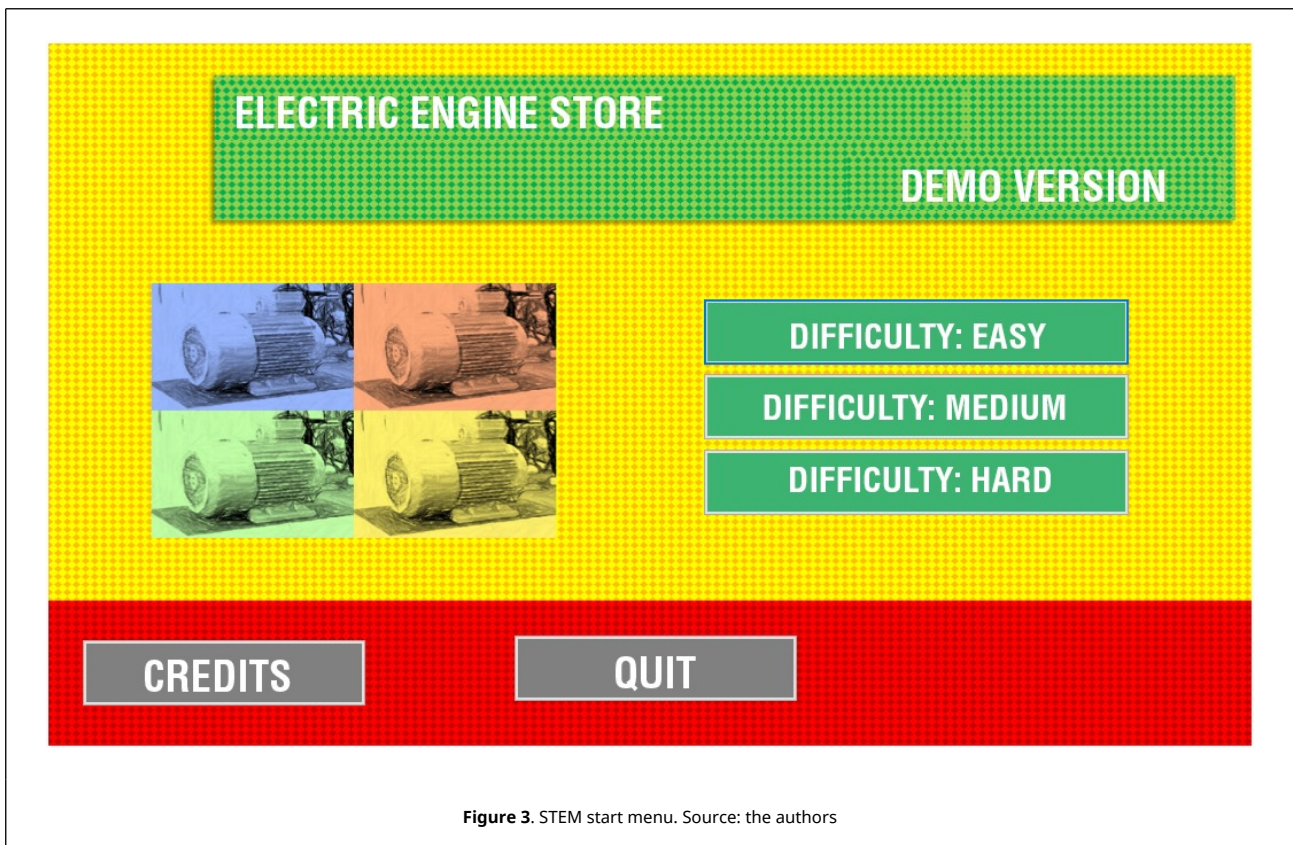 ELECTRIC ENGINE STORE
DEMO VERSION
DIFFICULTY: EASY
DIFFICULTY: MEDIUM
DIFFICULTY: HARD
CREDITS
QUIT
Figure 3. STEM start menu. Source: the authors